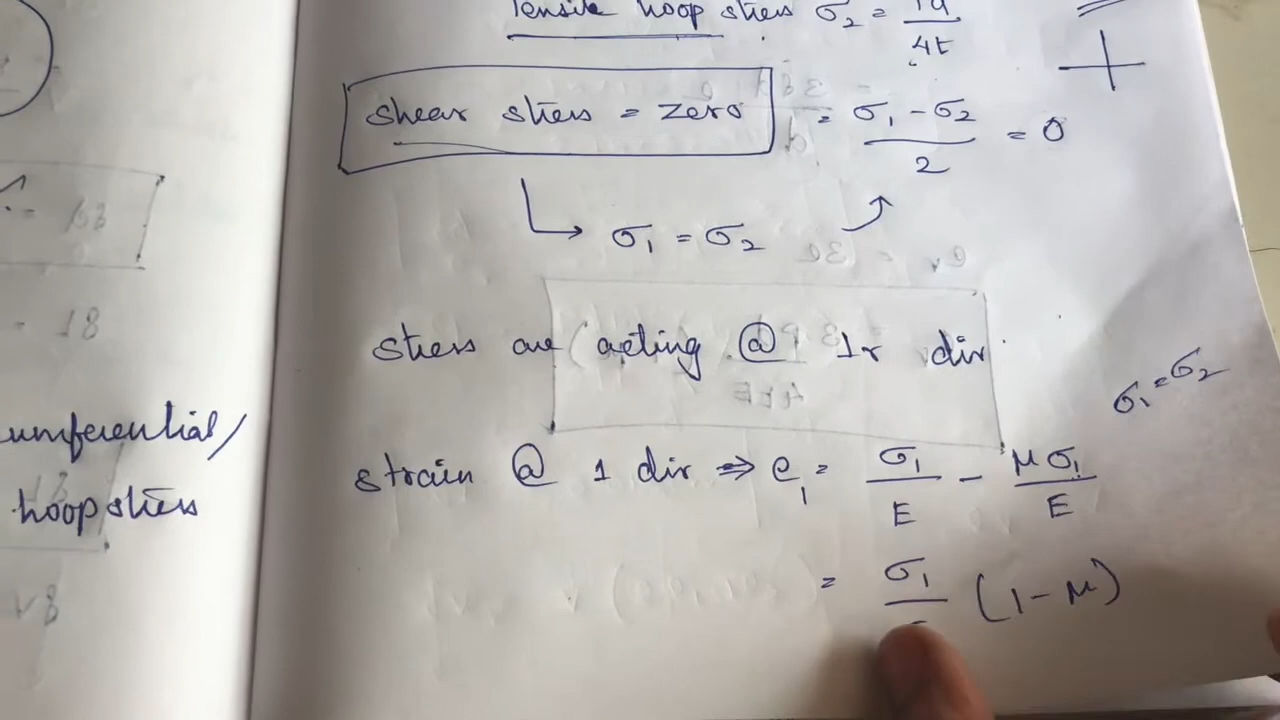 umferential/
hoop stress
tensile hoop stress σ₂ = Pd/4t
shear stress = zero = σ₁ - σ₂/2 = 0
σ₁ = σ₂
stress are acting @ 1r dir.
σ₁ = σ₂
strain @ 1 dir ⇒ e₁ = σ₁/E - μσ₁/E
= σ₁/ (1 - μ)